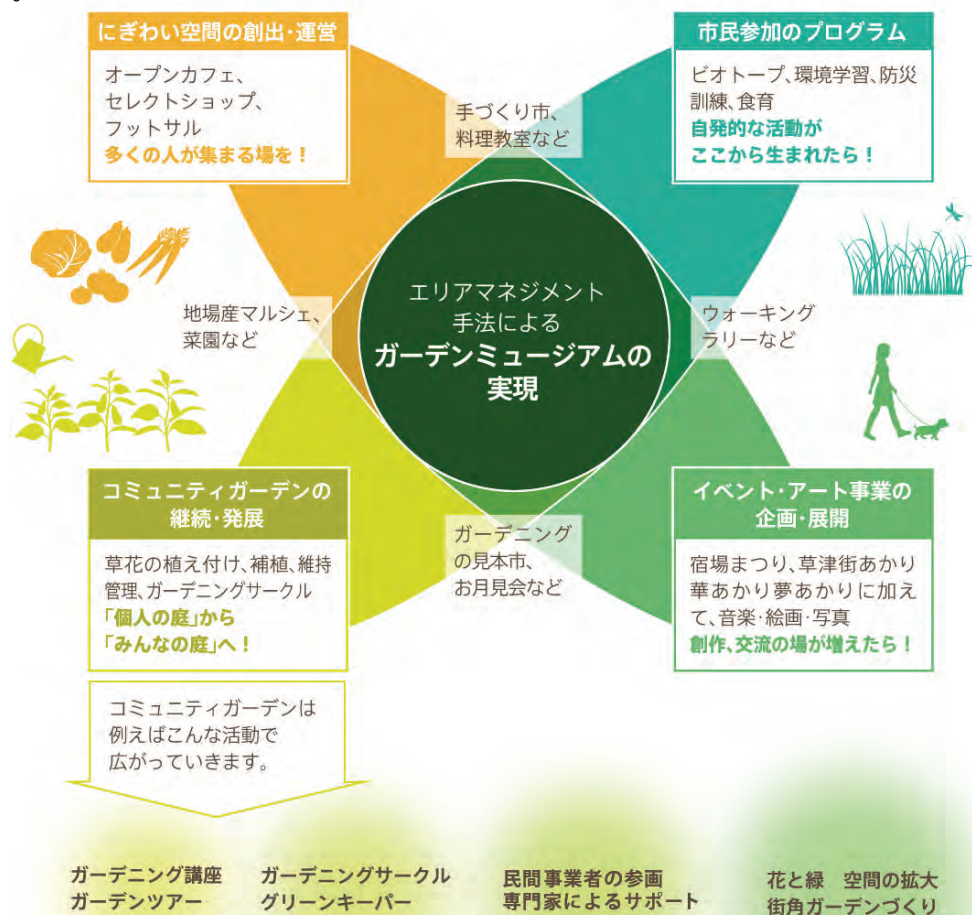 にぎわい空間の創出･運営
オープンカフェ、
セレクトショップ、
フットサル
多くの人が集まる場を！
手づくり市、
料理教室など
市民参加のプログラム
ビオトープ、環境学習、防災
訓練、食育
自発的な活動が
ここから生まれたら！
地場産マルシェ、
菜園など
エリアマネジメント
手法による
ガーデンミュージアムの
実現
ウォーキング
ラリーなど
コミュニティガーデンの
継続･発展
草花の植え付け、補植、維持
管理、ガーデニングサークル
「個人の庭」から
「みんなの庭」へ！
ガーデニング
の見本市、
お月見会など
イベント･アート事業の
企画･展開
宿場まつり、草津街あかり
華あかり夢あかりに加え
て、音楽･絵画･写真
創作、交流の場が増えたら！
コミュニティガーデンは
例えばこんな活動で
広がっていきます。
ガーデニング講座
ガーデンツアー
ガーデニングサークル
グリーンキーパー
民間事業者の参画
専門家によるサポート
花と緑　空間の拡大
街角ガーデンづくり